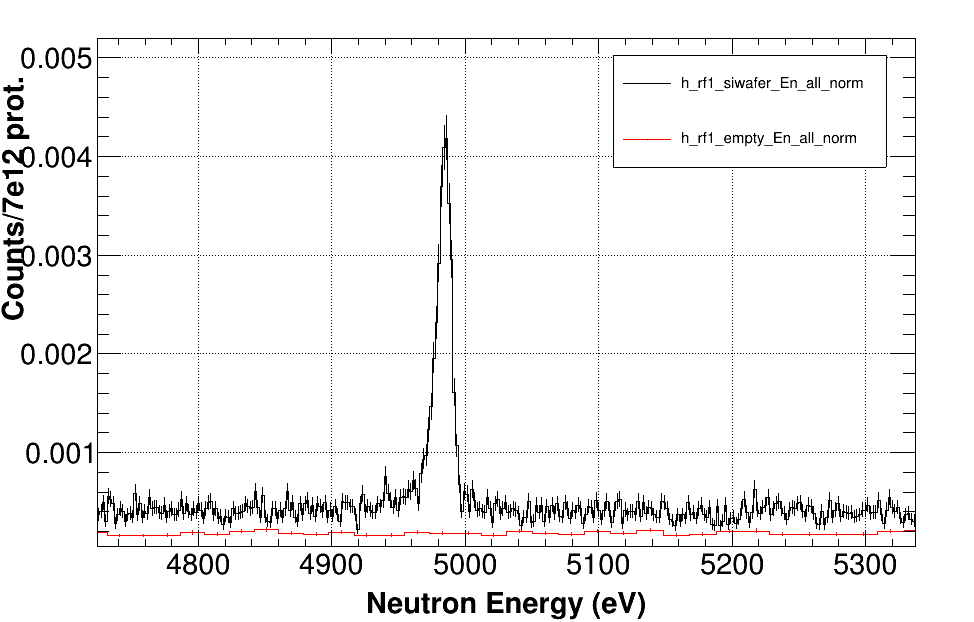 0.005
0.004
0.003
0.002
0.001
Counts/7e12 prot.
h_rf1_siwafer_En_all_norm
h_rf1_empty_En_all_norm
4800 4900 5000 5100 5200 5300
Neutron Energy (eV)